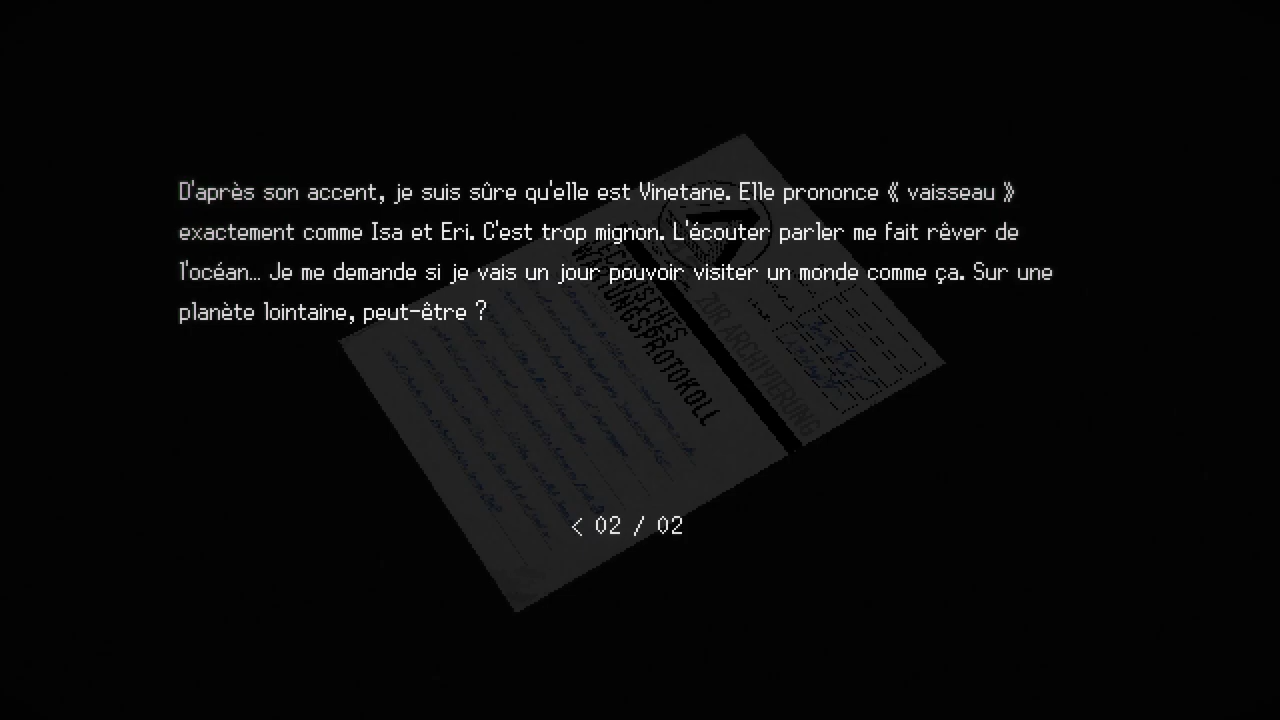 D'après son accent, je suis sûre qu'elle est Vinetane. Elle prononce « vaisseau »
exactement comme Isa et Eri. C'est trop mignon. L'écouter parler me fait rêver de
l'océan… Je me demande si je vais un jour pouvoir visiter un monde comme ça. Sur une
planète lointaine, peut-être ?
TECHNISCHES
WARTUNGSPROTOKOLL
ZUR ARCHIVIERUNG
< 02 / 02